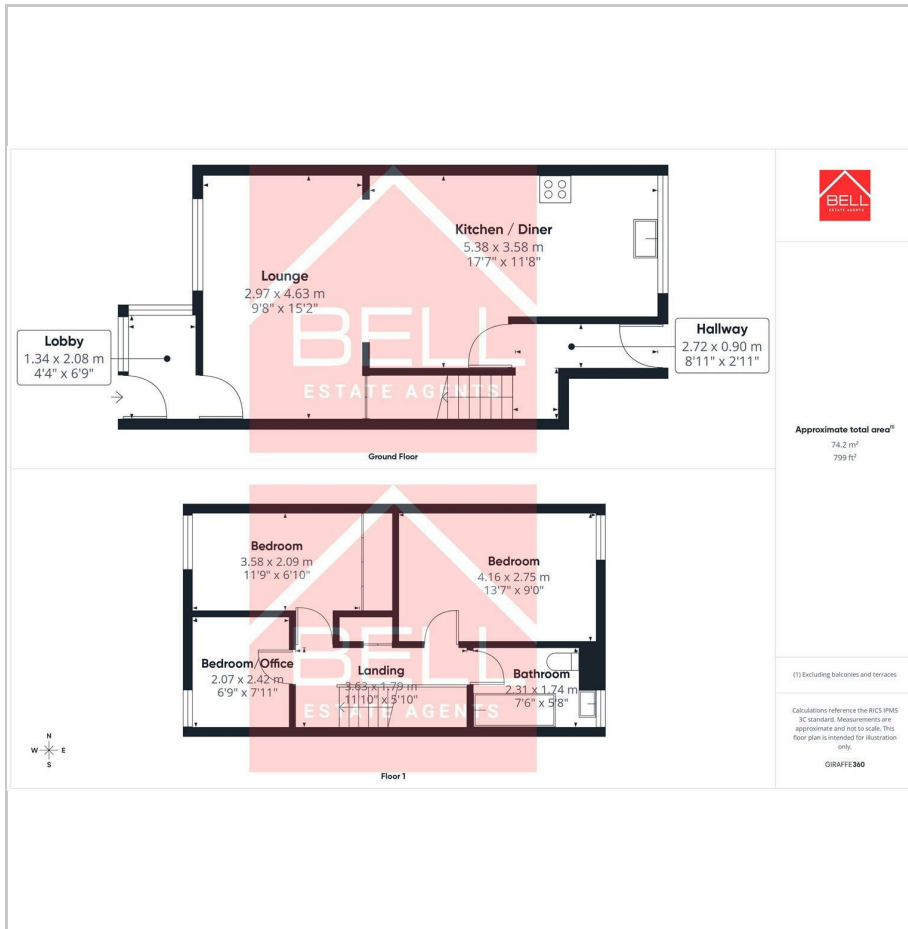 Lobby
1.34 x 2.08 m
4'4" x 6'9"
Lounge
2.97 x 4.63 m
9'8" x 15'2"
Kitchen / Diner
5.38 x 3.58 m
17'7" x 11'8"
Hallway
2.72 x 0.90 m
8'11" x 2'11"
BELL
ESTATE AGENTS
Ground Floor
Bedroom
3.58 x 2.09 m
11'9" x 6'10"
Bedroom
4.16 x 2.75 m
13'7" x 9'0"
Bedroom/Office
2.07 x 2.42 m
6'9" x 7'11"
Landing
3.63 x 1.79 m
11'10" x 5'10"
Bathroom
2.31 x 1.74 m
7'6" x 5'8"
BELL
ESTATE AGENTS
Floor 1
N
W E
S
BELL
ESTATE AGENTS
Approximate total area(1)
74.2 m²
799 ft²
(1) Excluding balconies and terraces
Calculations reference the RICS IPMS
3C standard. Measurements are
approximate and not to scale. This
floor plan is intended for illustration
only.
GIRAFFE360